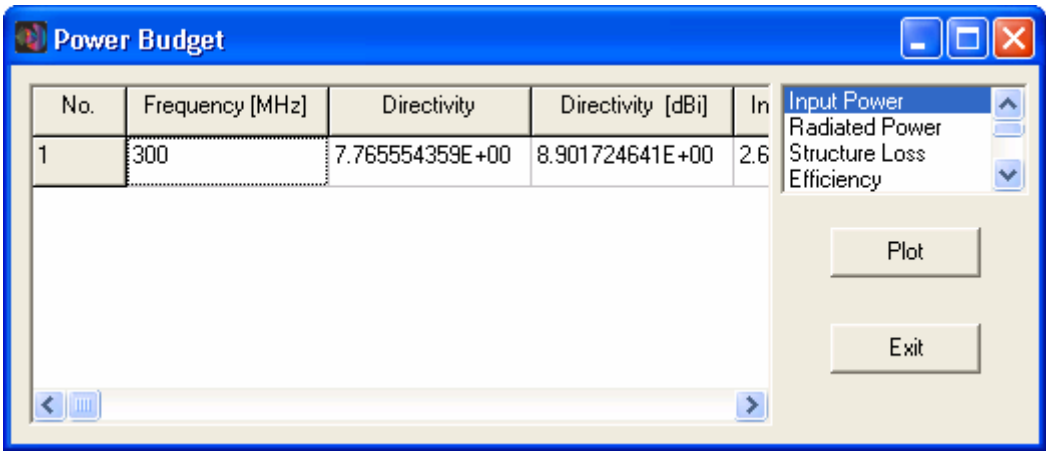 Power Budget
No. Frequency [MHz] Directivity Directivity [dBi] In
1 300 7.765554359E+00 8.901724641E+00 2.6
Input Power
Radiated Power
Structure Loss
Efficiency
Plot
Exit